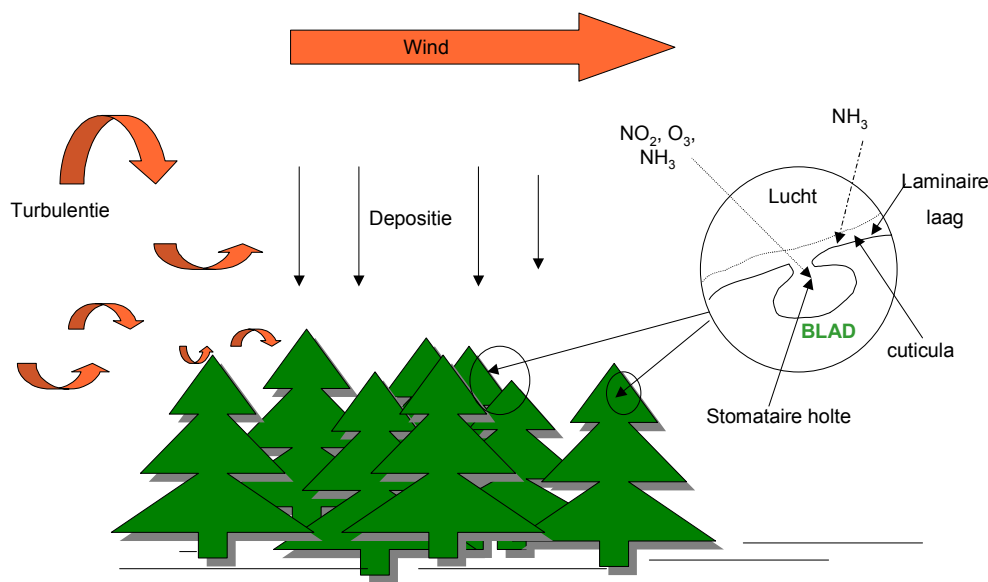 Wind
NH₃
NO₂, O₃,
NH₃
Lucht
Laminaire
laag
Turbulentie
Depositie
BLAD
cuticula
Stomataire holte